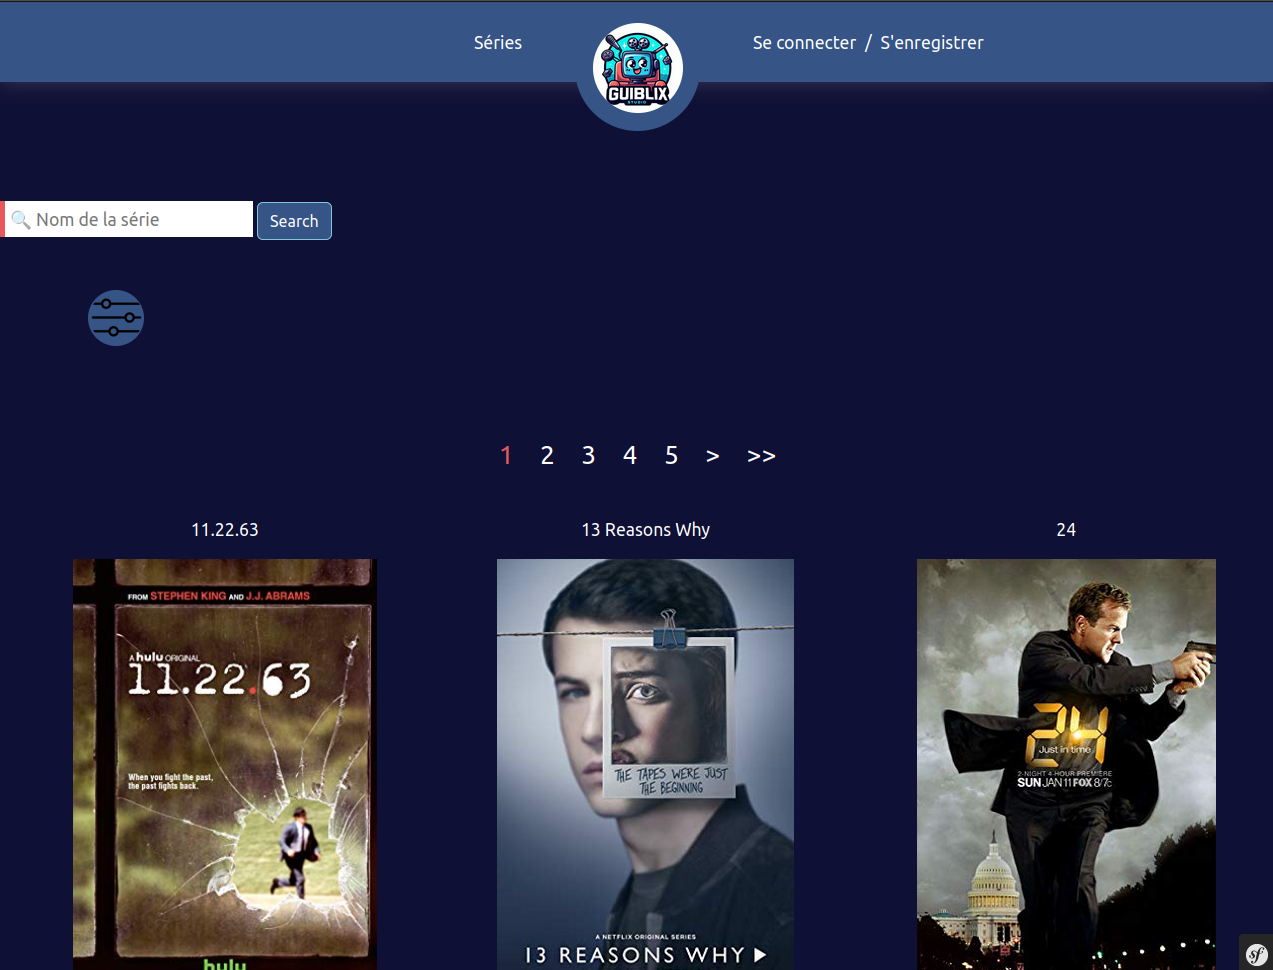 Séries
GUIBLIX
STUDIO
Se connecter / S'enregistrer
🔍 Nom de la série
Search
1 2 3 4 5 > >>
11.22.63
13 Reasons Why
24
FROM STEPHEN KING AND J.J. ABRAMS
A hulu ORIGINAL
11.22.63
When you fight the past,
the past fights back.
hulu
THE TAPES WERE JUST
THE BEGINNING
A NETFLIX ORIGINAL SERIES
13 REASONS WHY
24
Just in time
2-NIGHT 4-HOUR PREMIERE
SUN JAN 11 FOX 8/7c
sf